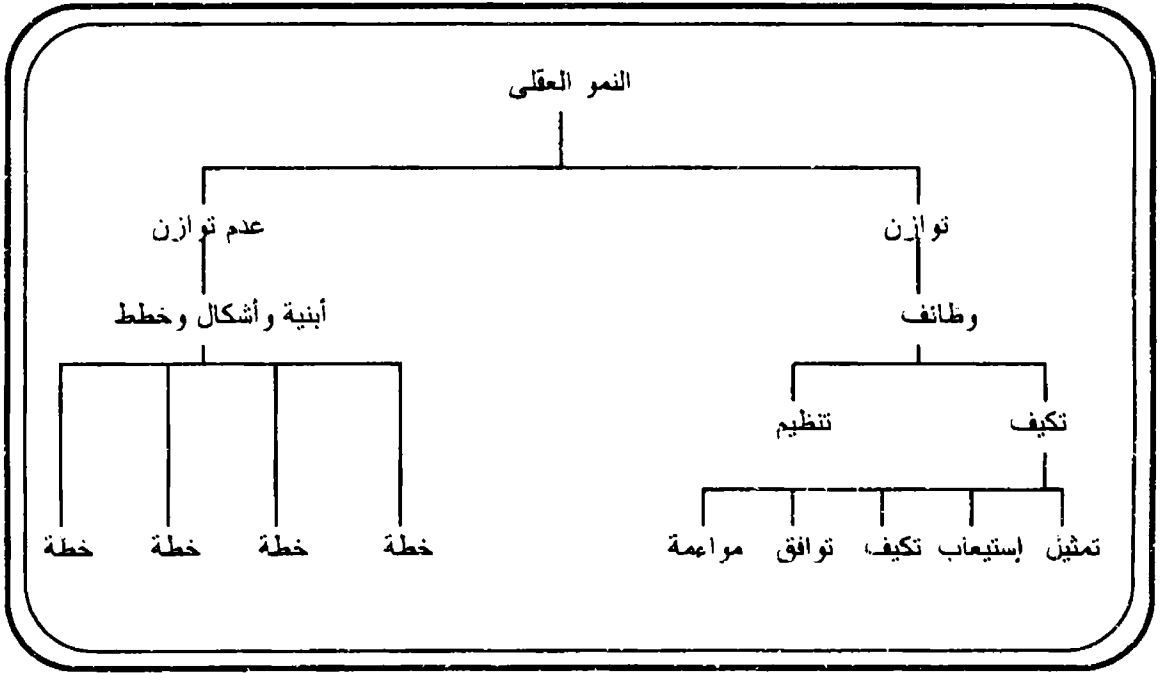 النمو العقلى
توازن عدم توازن
وظائف أبنية وأشكال وخطط
تكيف تنظيم
تمثيل إستيعاب تكيف توافق مواءمة خطة خطة خطة خطة